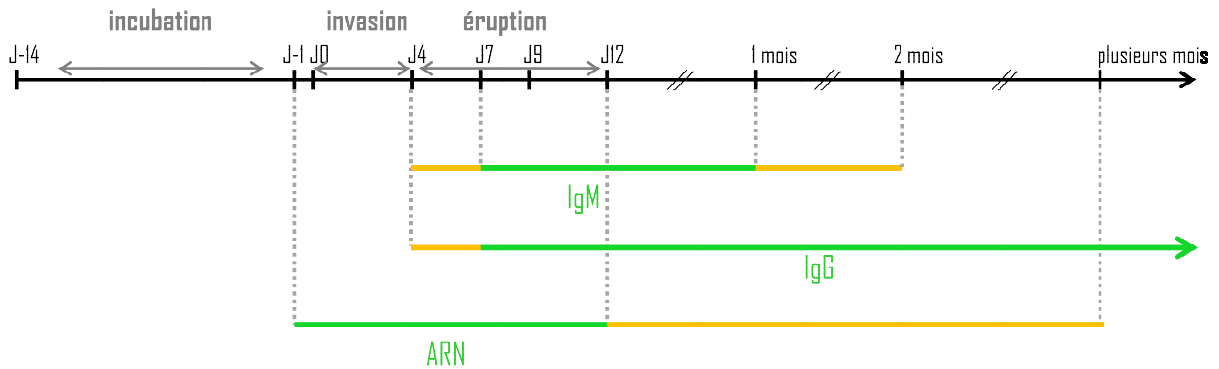 incubation invasion éruption
J-14 J-1 J0 J4 J7 J9 J12 1 mois 2 mois plusieurs mois
IgM
IgG
ARN